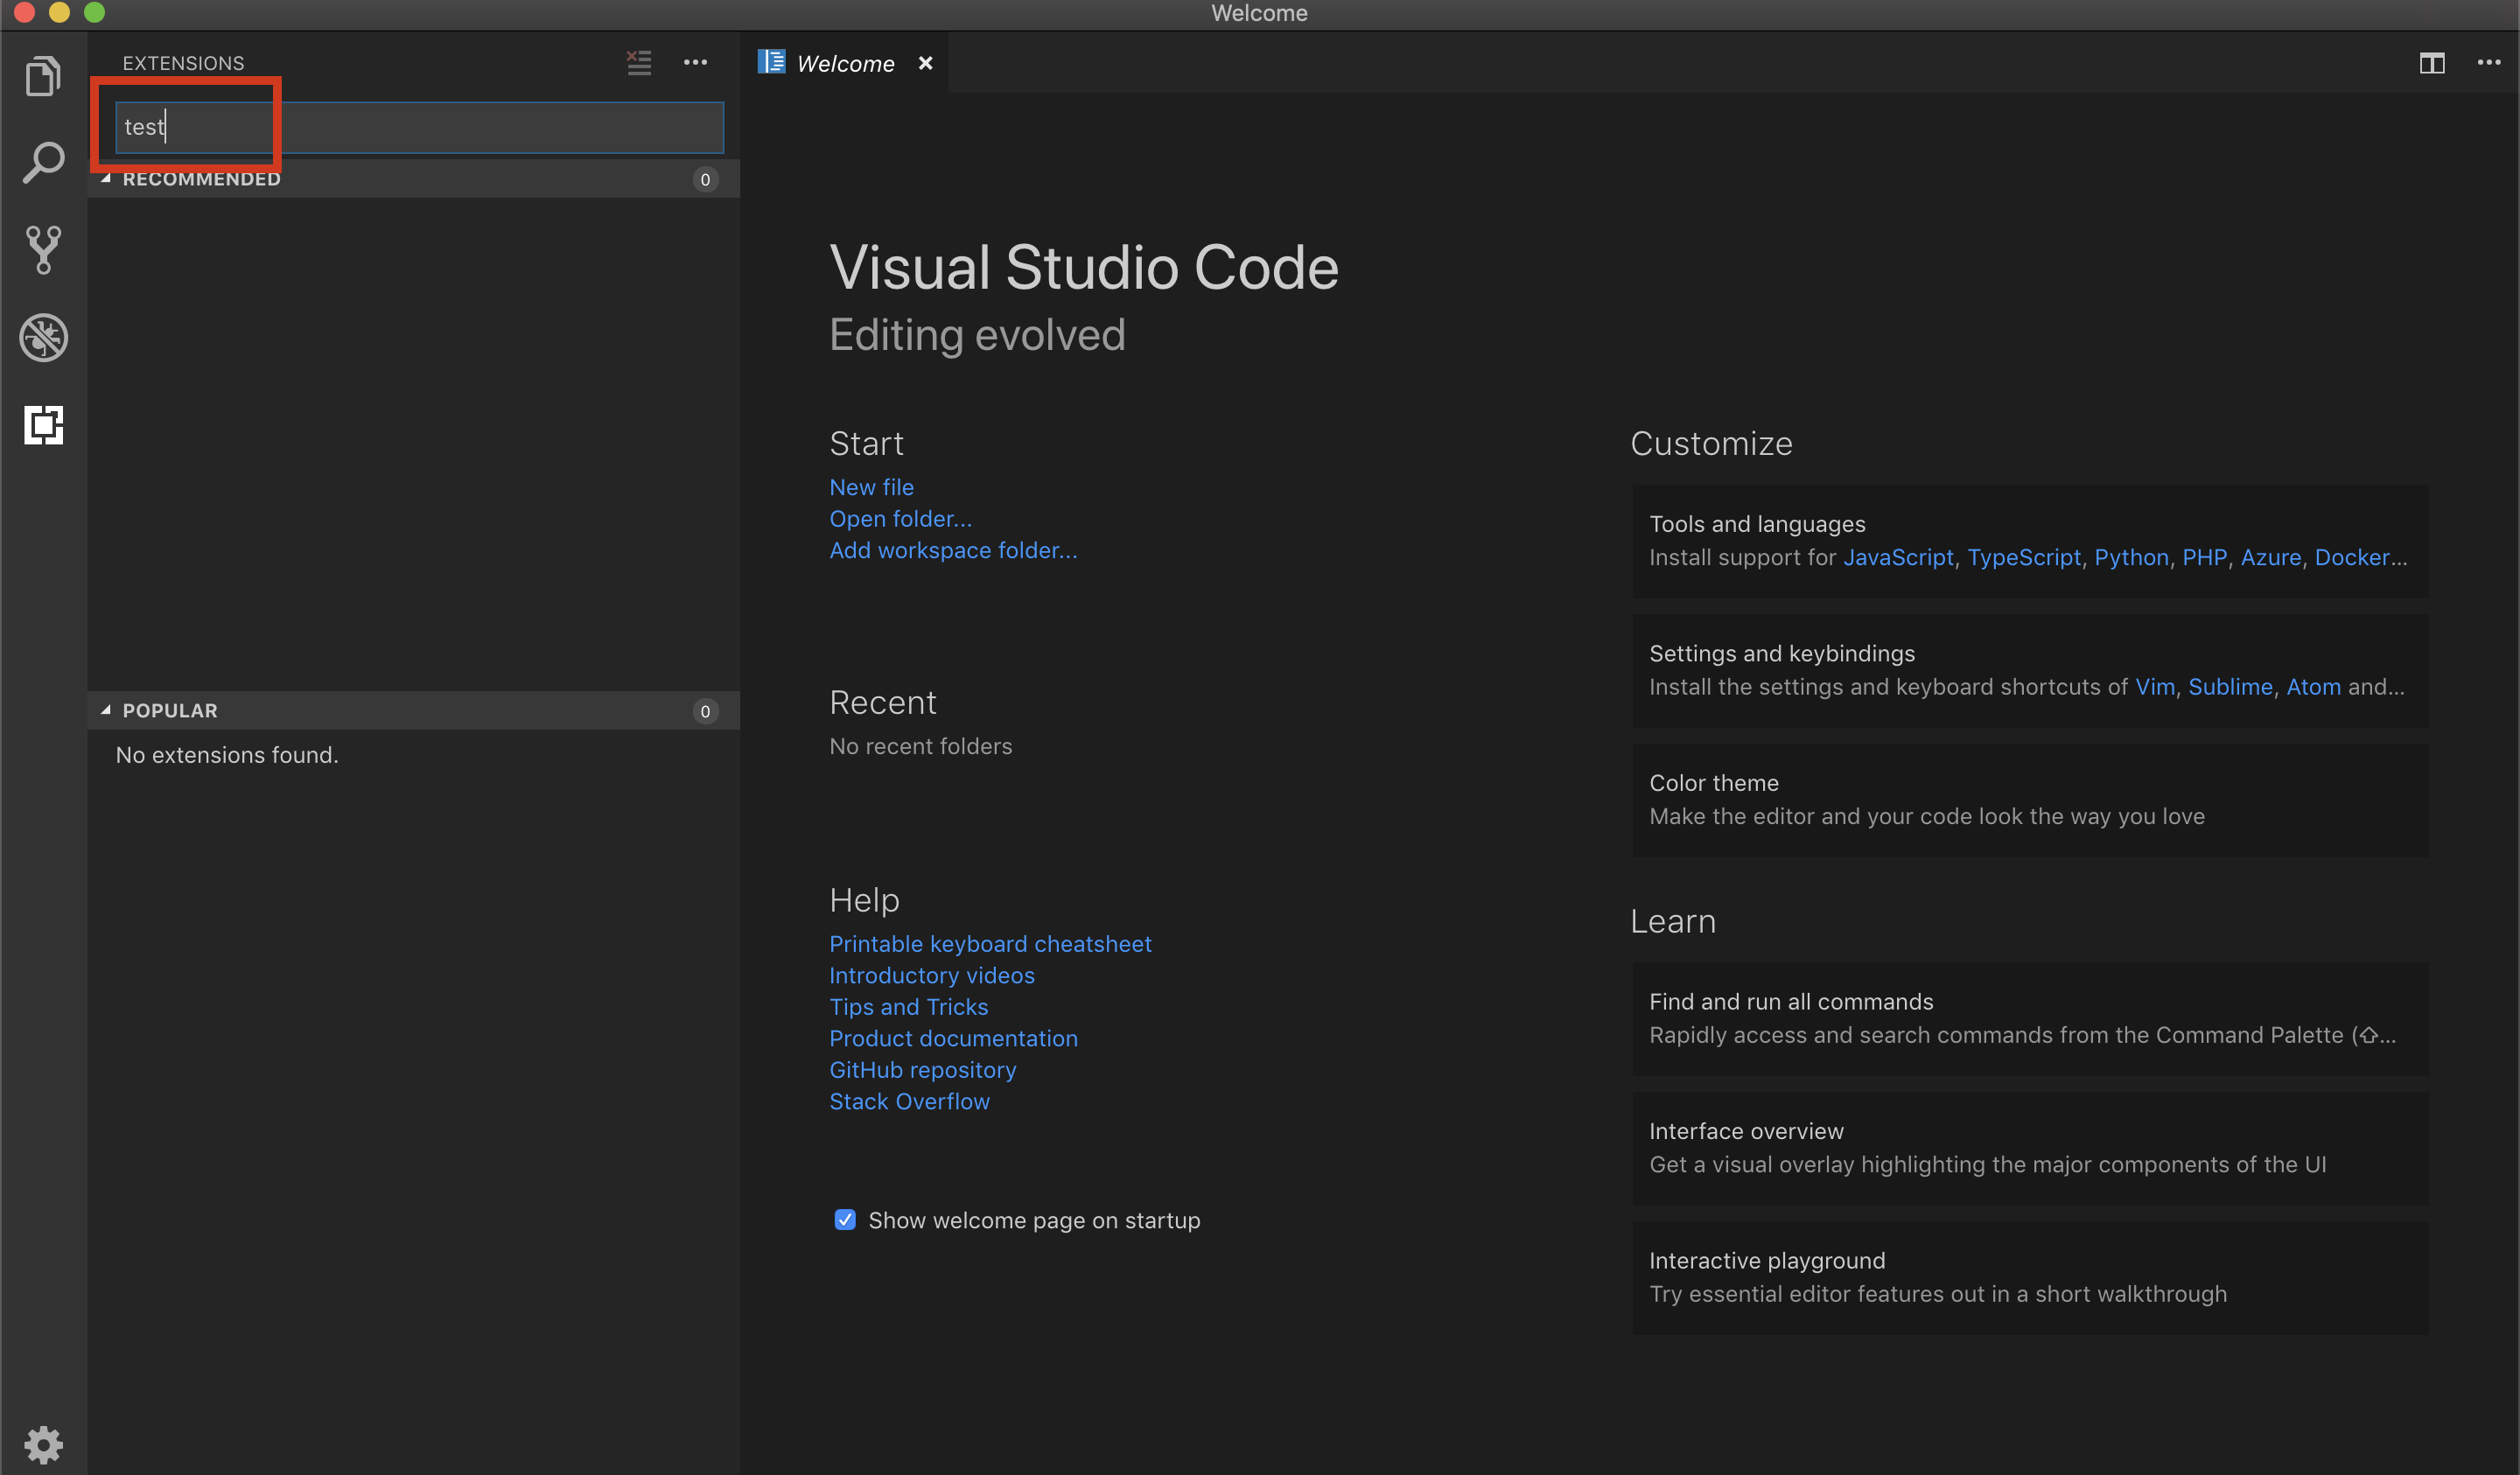 Welcome
EXTENSIONS
test
RECOMMENDED 0
POPULAR 0
No extensions found.
Welcome
Visual Studio Code
Editing evolved
Start
New file
Open folder...
Add workspace folder...
Recent
No recent folders
Help
Printable keyboard cheatsheet
Introductory videos
Tips and Tricks
Product documentation
GitHub repository
Stack Overflow
Show welcome page on startup
Customize
Tools and languages
Install support for JavaScript, TypeScript, Python, PHP, Azure, Docker...
Settings and keybindings
Install the settings and keyboard shortcuts of Vim, Sublime, Atom and...
Color theme
Make the editor and your code look the way you love
Learn
Find and run all commands
Rapidly access and search commands from the Command Palette (⇧...
Interface overview
Get a visual overlay highlighting the major components of the UI
Interactive playground
Try essential editor features out in a short walkthrough